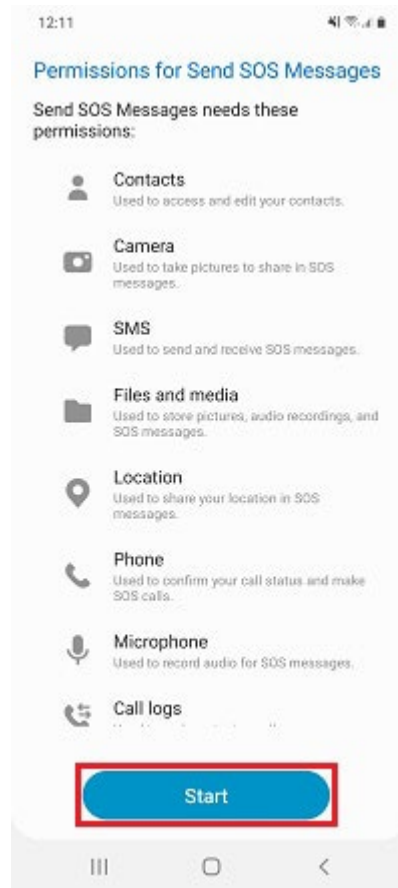 12:11
Permissions for Send SOS Messages
Send SOS Messages needs these
permissions:
Contacts
Used to access and edit your contacts.
Camera
Used to take pictures to share in SOS
messages.
SMS
Used to send and receive SOS messages.
Files and media
Used to store pictures, audio recordings, and
SOS messages.
Location
Used to share your location in SOS
messages.
Phone
Used to confirm your call status and make
SOS calls.
Microphone
Used to record audio for SOS messages.
Call logs
Start